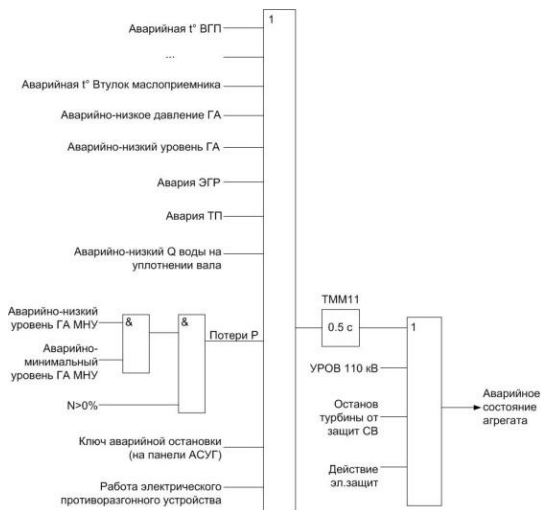 Аварийная t° ВГП
1
...
Аварийная t° Втулок маслоприемника
Аварийно-низкое давление ГА
Аварийно-низкий уровень ГА
Авария ЭГР
Авария ТП
Аварийно-низкий Q воды на
уплотнении вала
Аварийно-низкий
уровень ГА МНУ
&
&
Аварийно-
минимальный
уровень ГА МНУ
N>0%
Потери P
Ключ аварийной остановки
(на панели АСУГ)
Работа электрического
противоразгонного устройства
TMM11
0.5 с
1
УРОВ 110 кВ
Останов
турбины от
защит СВ
Действие
эл.защит
Аварийное
состояние
агрегата